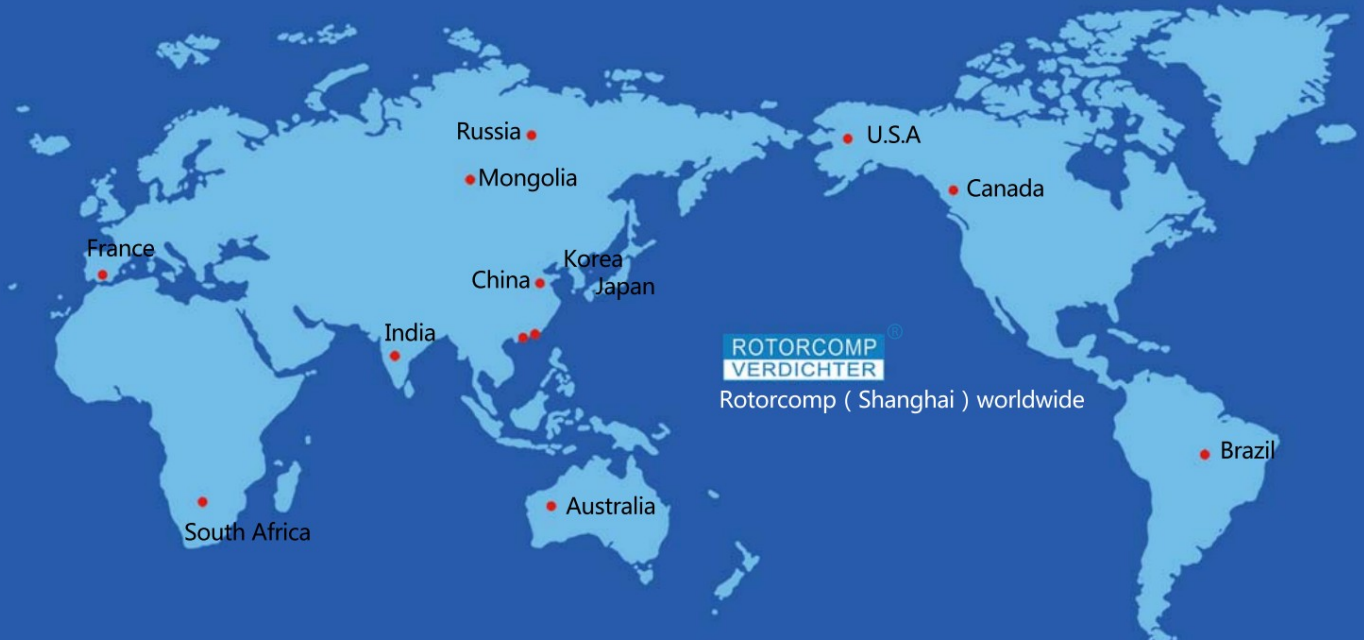 Russia
U.S.A
Mongolia
Canada
France
Korea
China
Japan
India
®
ROTORCOMP
VERDICHTER
Rotorcomp ( Shanghai ) worldwide
Brazil
Australia
South Africa